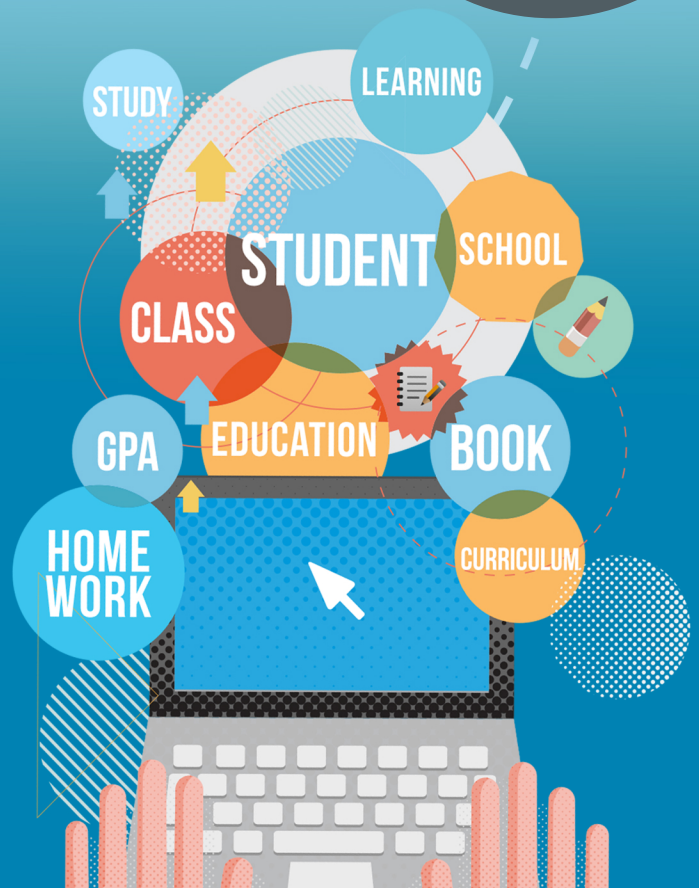 STUDY
LEARNING
STUDENT
SCHOOL
CLASS
EDUCATION
GPA
BOOK
HOME
WORK
CURRICULUM